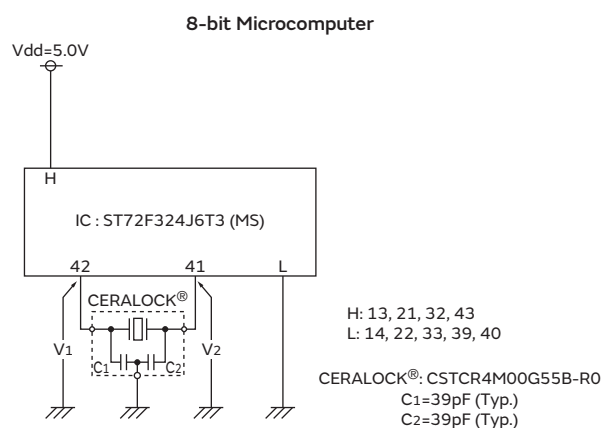 8-bit Microcomputer
Vdd=5.0V
H
IC : ST72F324J6T3 (MS)
42 41 L
CERALOCK®
V1 V2
C1 C2
H: 13, 21, 32, 43
L: 14, 22, 33, 39, 40
CERALOCK®: CSTCR4M00G55B-R0
C1=39pF (Typ.)
C2=39pF (Typ.)